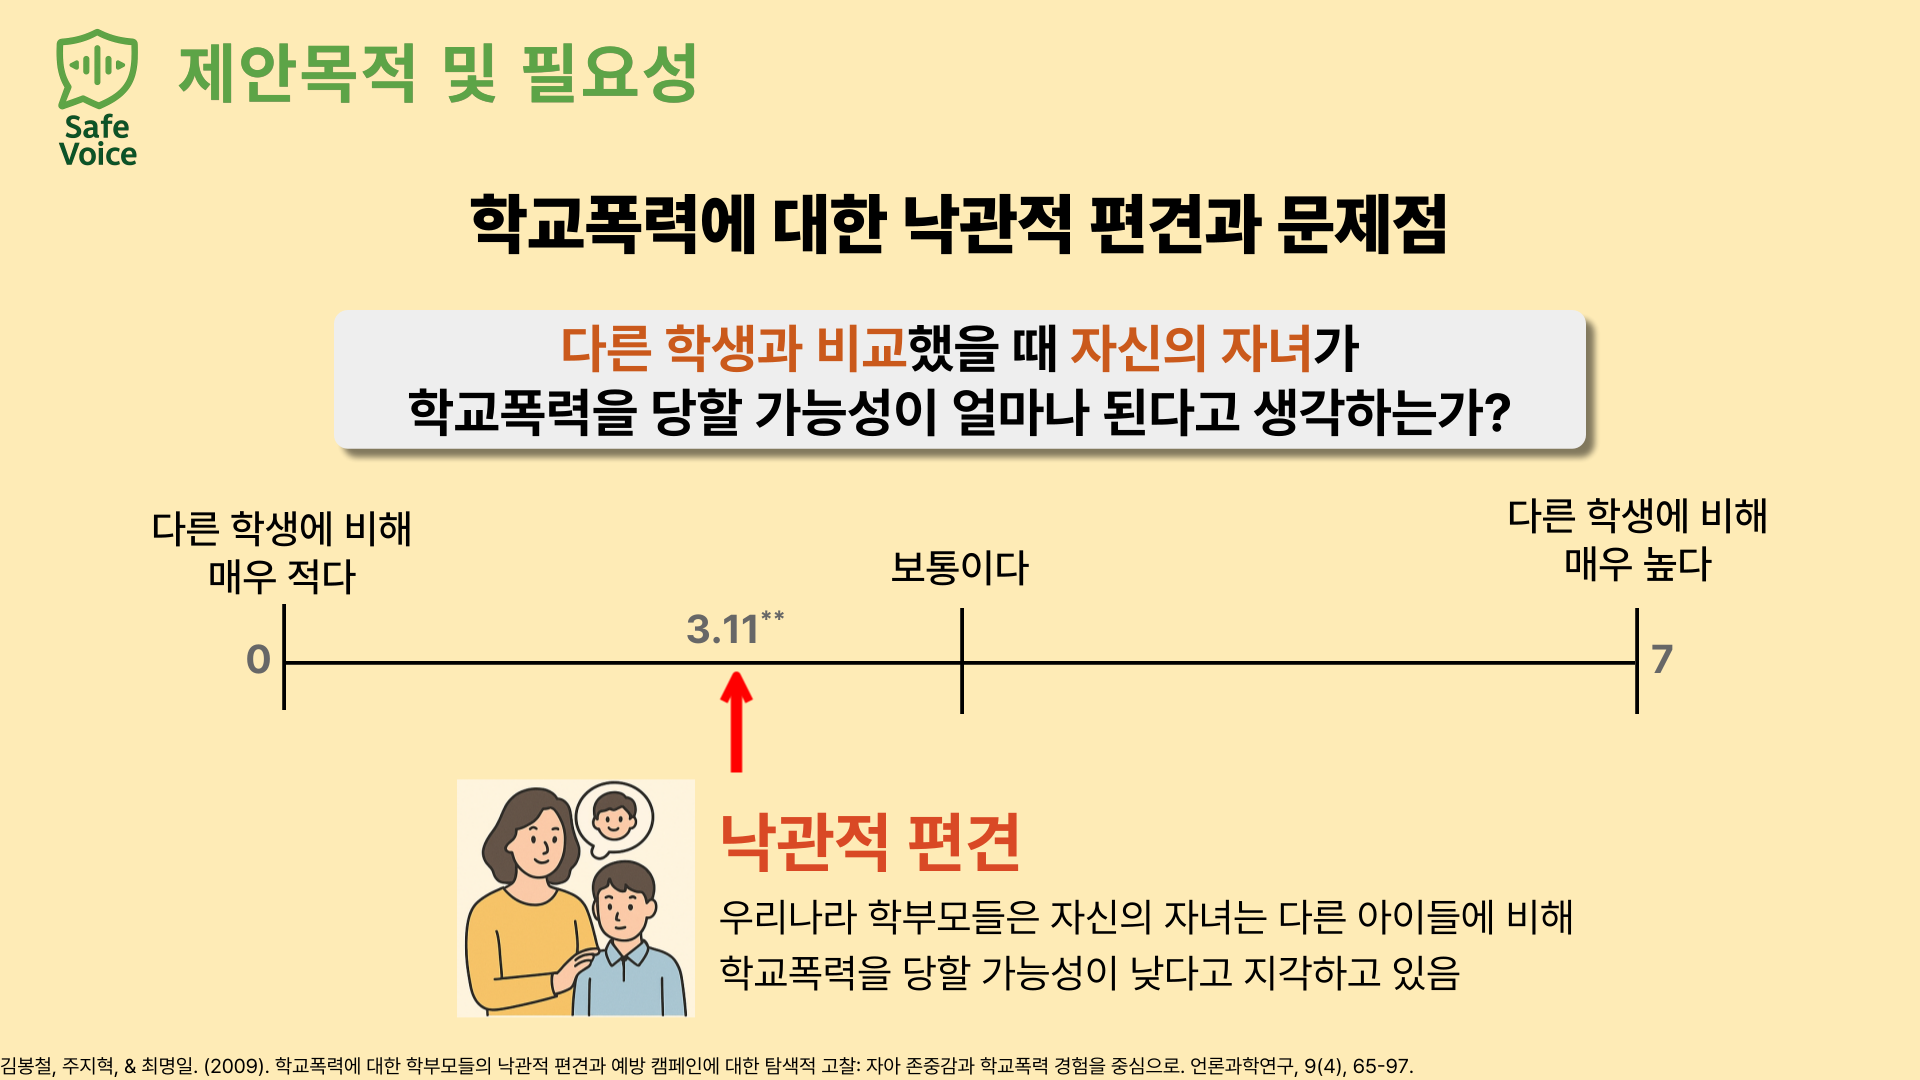 제안목적 및 필요성
Safe
Voice
학교폭력에 대한 낙관적 편견과 문제점
다른 학생과 비교했을 때 자신의 자녀가
학교폭력을 당할 가능성이 얼마나 된다고 생각하는가?
다른 학생에 비해
매우 적다
보통이다
다른 학생에 비해
매우 높다
0
3.11**
7
낙관적 편견
우리나라 학부모들은 자신의 자녀는 다른 아이들에 비해
학교폭력을 당할 가능성이 낮다고 지각하고 있음
김봉철, 주지혁, & 최명일. (2009). 학교폭력에 대한 학부모들의 낙관적 편견과 예방 캠페인에 대한 탐색적 고찰: 자아 존중감과 학교폭력 경험을 중심으로. 언론과학연구, 9(4), 65-97.